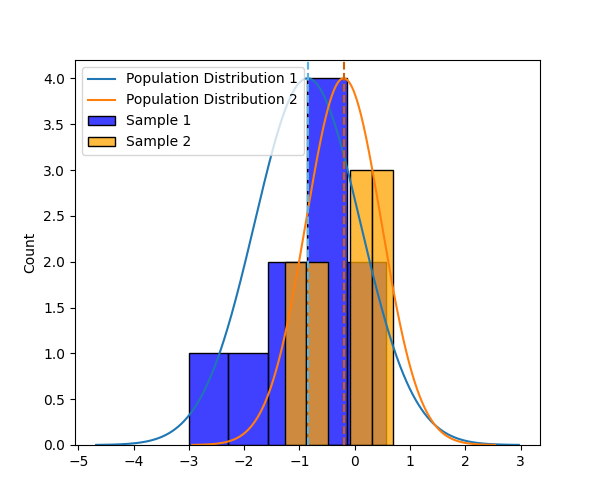 Population Distribution 1
Population Distribution 2
Sample 1
Sample 2
Count
4.0
3.5
3.0
2.5
2.0
1.5
1.0
0.5
0.0
−5 −4 −3 −2 −1 0 1 2 3